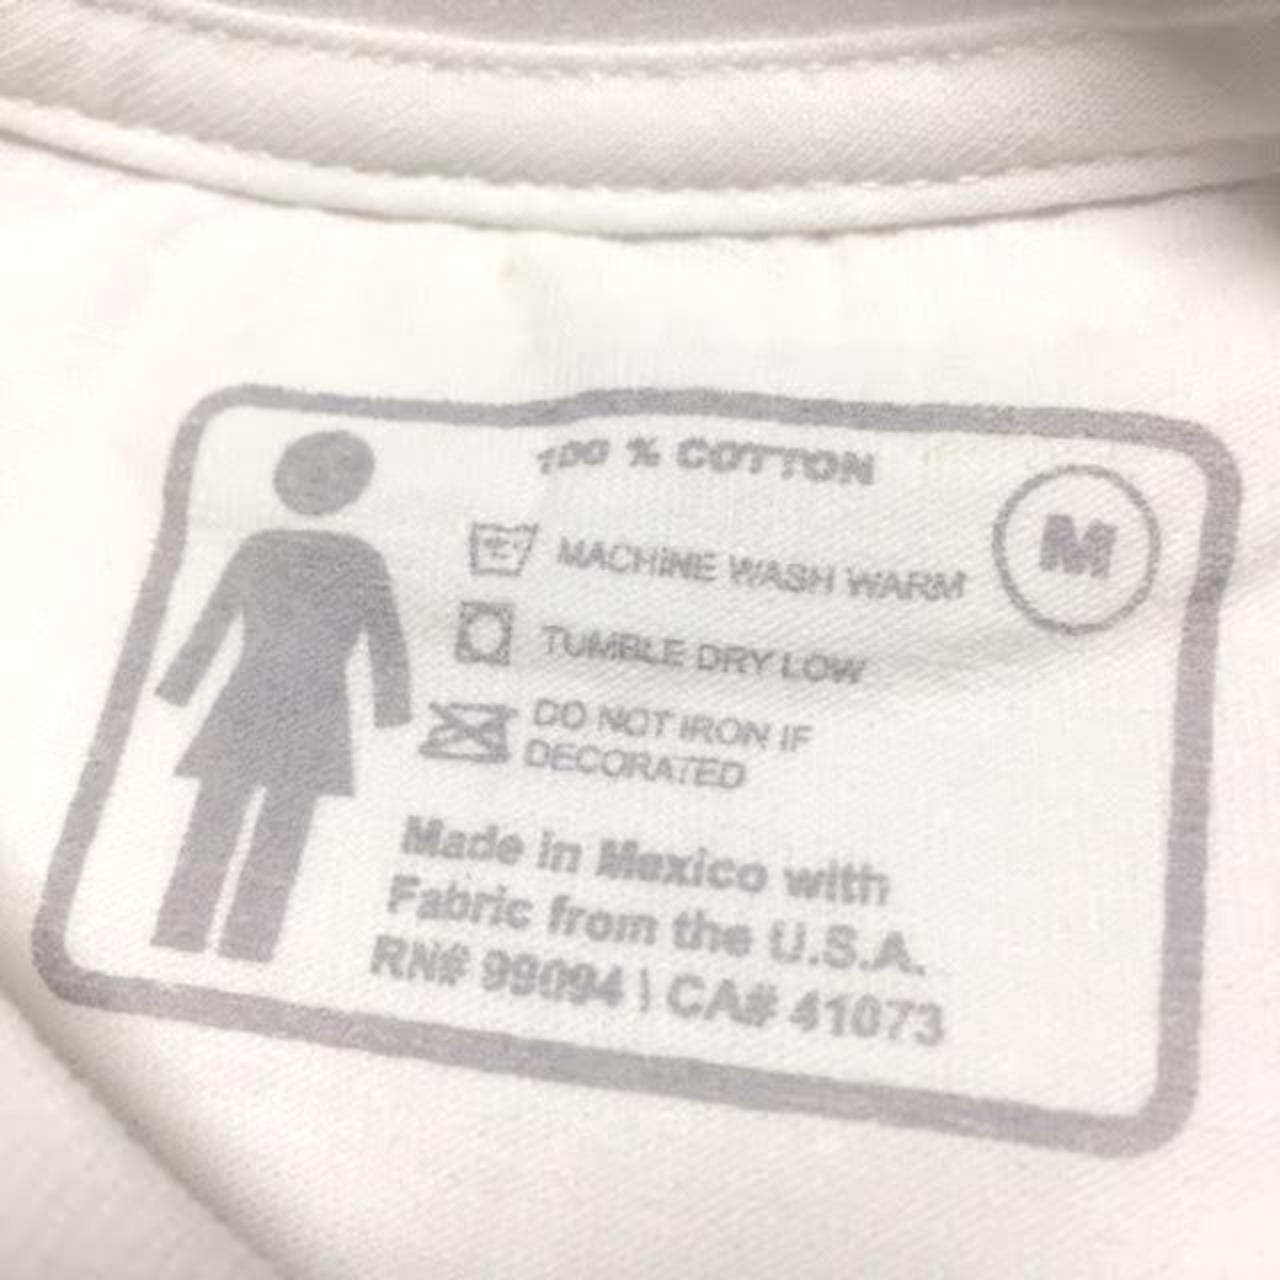 100 % COTTON
M
MACHINE WASH WARM
TUMBLE DRY LOW
DO NOT IRON IF
DECORATED
Made in Mexico with
Fabric from the U.S.A.
RN# 99094 | CA# 41073